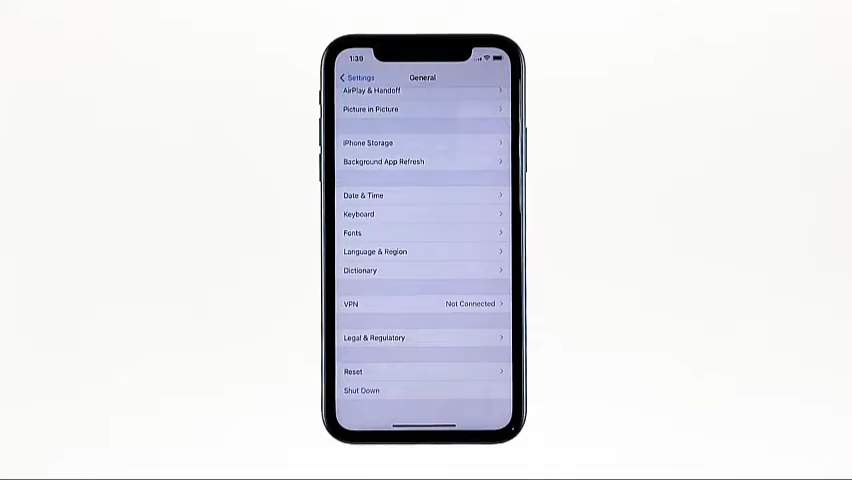 1:39
Settings
General
AirPlay & Handoff
Picture in Picture
iPhone Storage
Background App Refresh
Date & Time
Keyboard
Fonts
Language & Region
Dictionary
VPN Not Connected
Legal & Regulatory
Reset
Shut Down